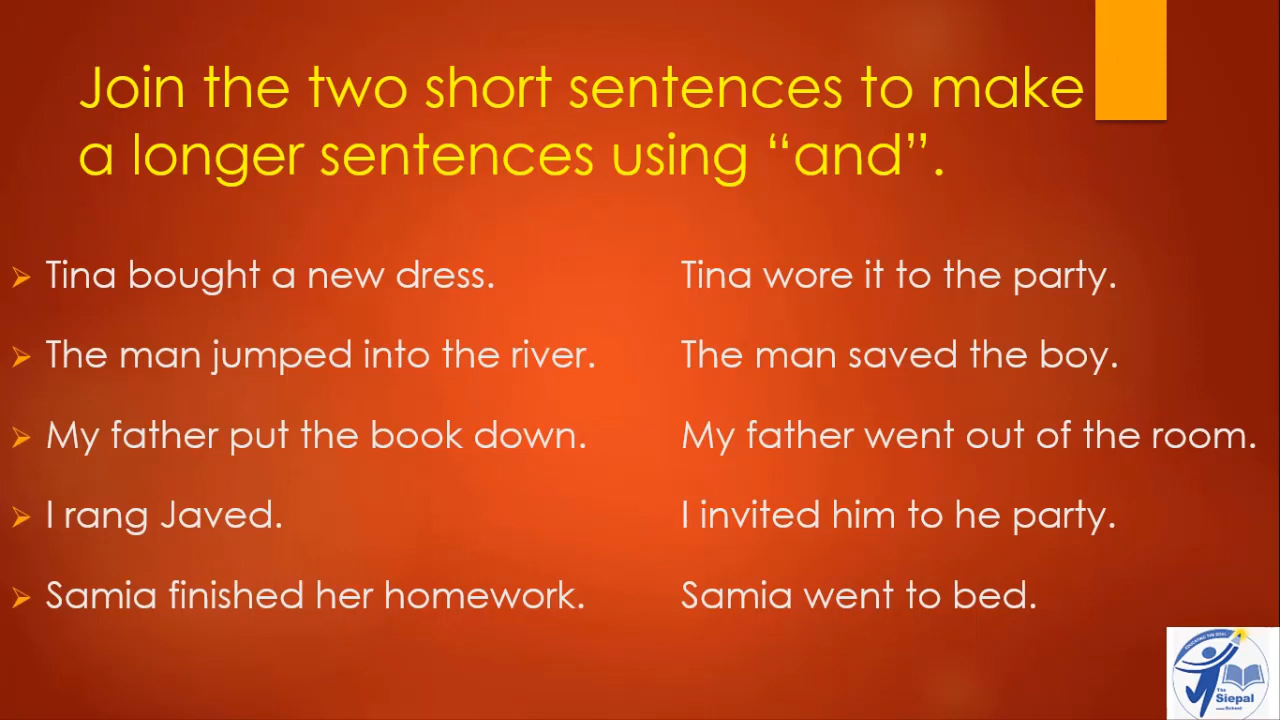 Join the two short sentences to make
a longer sentences using “and”.
➢ Tina bought a new dress. Tina wore it to the party.
➢ The man jumped into the river. The man saved the boy.
➢ My father put the book down. My father went out of the room.
➢ I rang Javed. I invited him to he party.
➢ Samia finished her homework. Samia went to bed.
The
Siepal
School